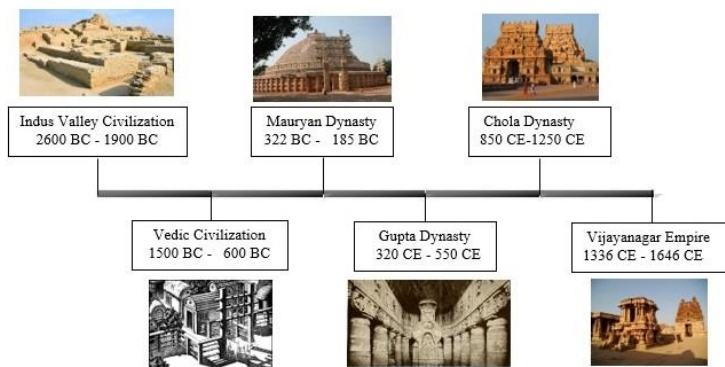 Indus Valley Civilization
2600 BC - 1900 BC
Mauryan Dynasty
322 BC -   185 BC
Chola Dynasty
850 CE-1250 CE
Vedic Civilization
1500 BC -   600 BC
Gupta Dynasty
320 CE - 550 CE
Vijayanagar Empire
1336 CE - 1646 CE